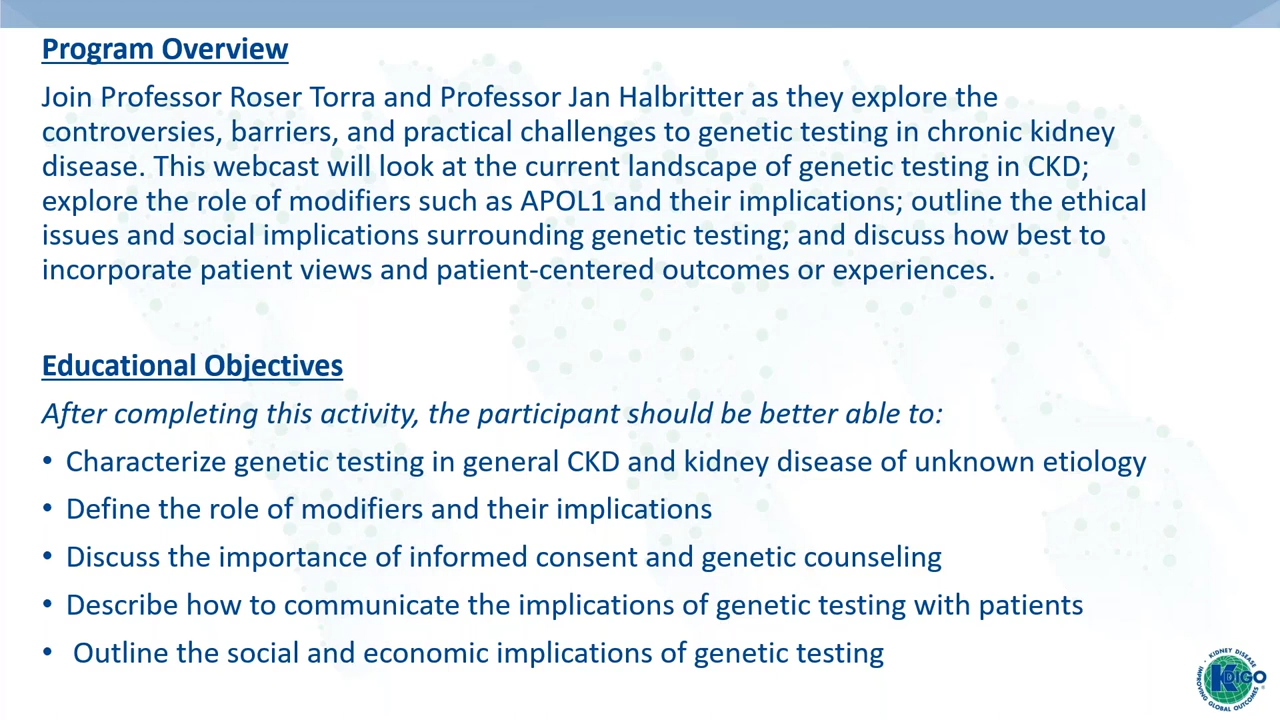 Program Overview
Join Professor Roser Torra and Professor Jan Halbritter as they explore the
controversies, barriers, and practical challenges to genetic testing in chronic kidney
disease. This webcast will look at the current landscape of genetic testing in CKD;
explore the role of modifiers such as APOL1 and their implications; outline the ethical
issues and social implications surrounding genetic testing; and discuss how best to
incorporate patient views and patient-centered outcomes or experiences.
Educational Objectives
After completing this activity, the participant should be better able to:
• Characterize genetic testing in general CKD and kidney disease of unknown etiology
• Define the role of modifiers and their implications
• Discuss the importance of informed consent and genetic counseling
• Describe how to communicate the implications of genetic testing with patients
• Outline the social and economic implications of genetic testing
KIDNEY DISEASE
KDIGO
®
IMPROVING GLOBAL OUTCOMES